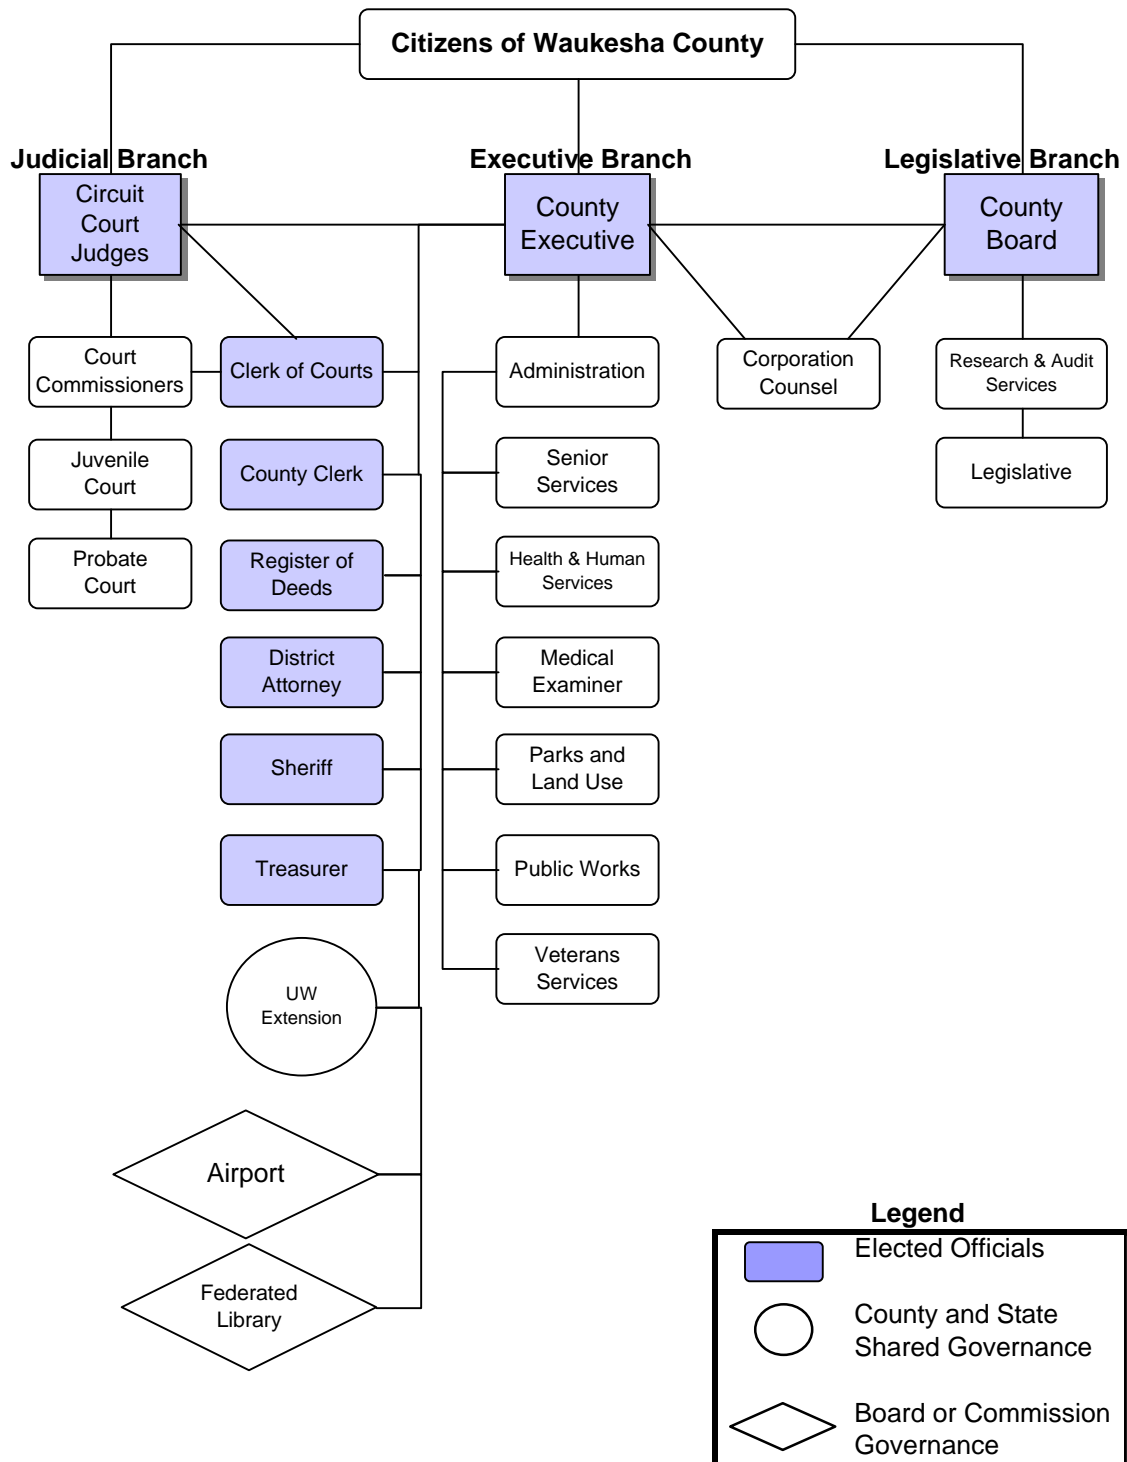 Citizens of Waukesha County
Judicial Branch
Executive Branch
Legislative Branch
Circuit
Court
Judges
County
Executive
County
Board
Court
Commissioners
Clerk of Courts
Administration
Corporation
Counsel
Research & Audit
Services
Juvenile
Court
County Clerk
Senior
Services
Legislative
Probate
Court
Register of
Deeds
Health & Human
Services
District
Attorney
Medical
Examiner
Sheriff
Parks and
Land Use
Treasurer
Public Works
UW
Extension
Veterans
Services
Airport
Federated
Library
Legend
Elected Officials
County and State
Shared Governance
Board or Commission
Governance